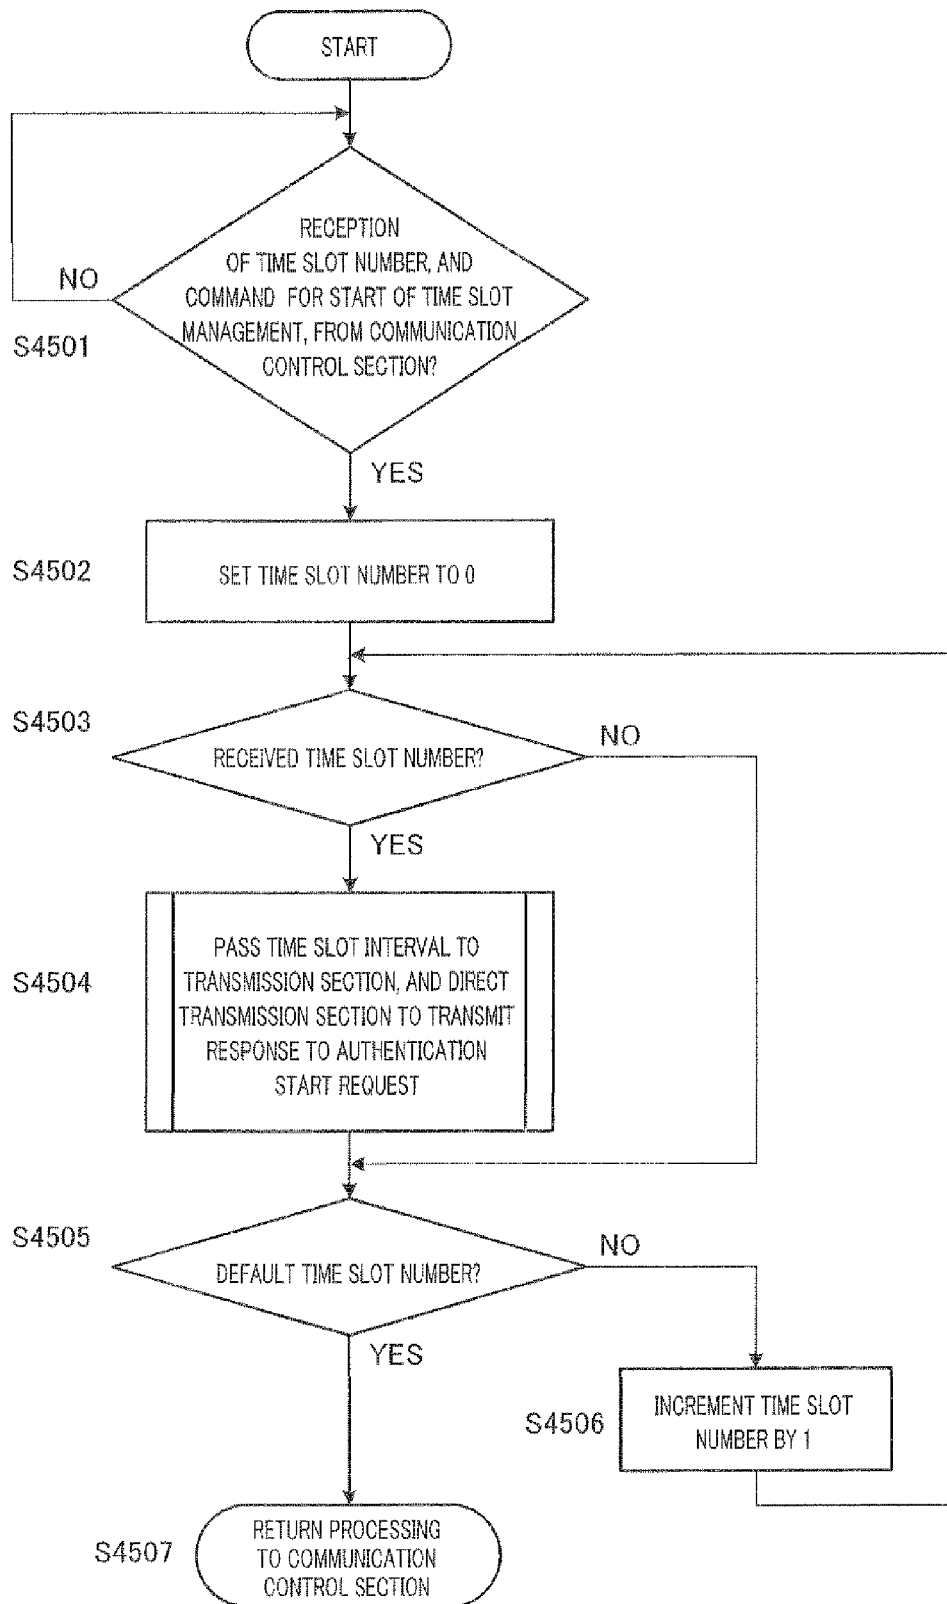 START
RECEPTION
OF TIME SLOT NUMBER, AND
COMMAND FOR START OF TIME SLOT
MANAGEMENT, FROM COMMUNICATION
CONTROL SECTION?
NO
S4501
YES
S4502
SET TIME SLOT NUMBER TO 0
S4503
RECEIVED TIME SLOT NUMBER?
NO
YES
S4504
PASS TIME SLOT INTERVAL TO
TRANSMISSION SECTION, AND DIRECT
TRANSMISSION SECTION TO TRANSMIT
RESPONSE TO AUTHENTICATION
START REQUEST
S4505
DEFAULT TIME SLOT NUMBER?
NO
YES
S4506
INCREMENT TIME SLOT
NUMBER BY 1
S4507
RETURN PROCESSING
TO COMMUNICATION
CONTROL SECTION